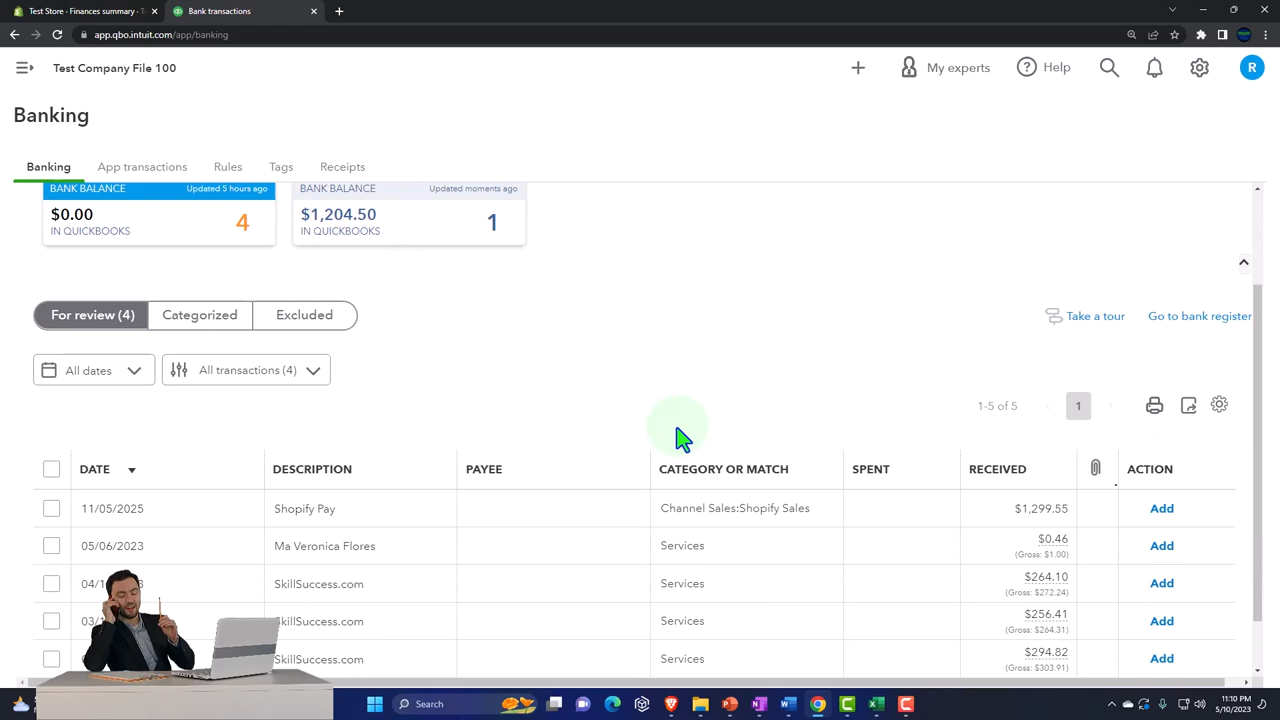 Test Store - Finances summary - T
Bank transactions
app.qbo.intuit.com/app/banking
Test Company File 100
My experts
Help
R
Banking
Banking App transactions Rules Tags Receipts
BANK BALANCE Updated 5 hours ago
$0.00 4
IN QUICKBOOKS
BANK BALANCE Updated moments ago
$1,204.50 1
IN QUICKBOOKS
For review (4) Categorized Excluded
Take a tour Go to bank register
All dates All transactions (4)
1-5 of 5 1
DATE DESCRIPTION PAYEE CATEGORY OR MATCH SPENT RECEIVED ACTION
11/05/2025 Shopify Pay Channel Sales:Shopify Sales $1,299.55 Add
05/06/2023 Ma Veronica Flores Services $0.46 Add
(Gross: $1.00)
SkillSuccess.com Services $264.10 Add
(Gross: $272.24)
SkillSuccess.com Services $256.41 Add
(Gross: $264.31)
SkillSuccess.com Services $294.82 Add
(Gross: $303.91)
Search
11:10 PM
5/10/2023